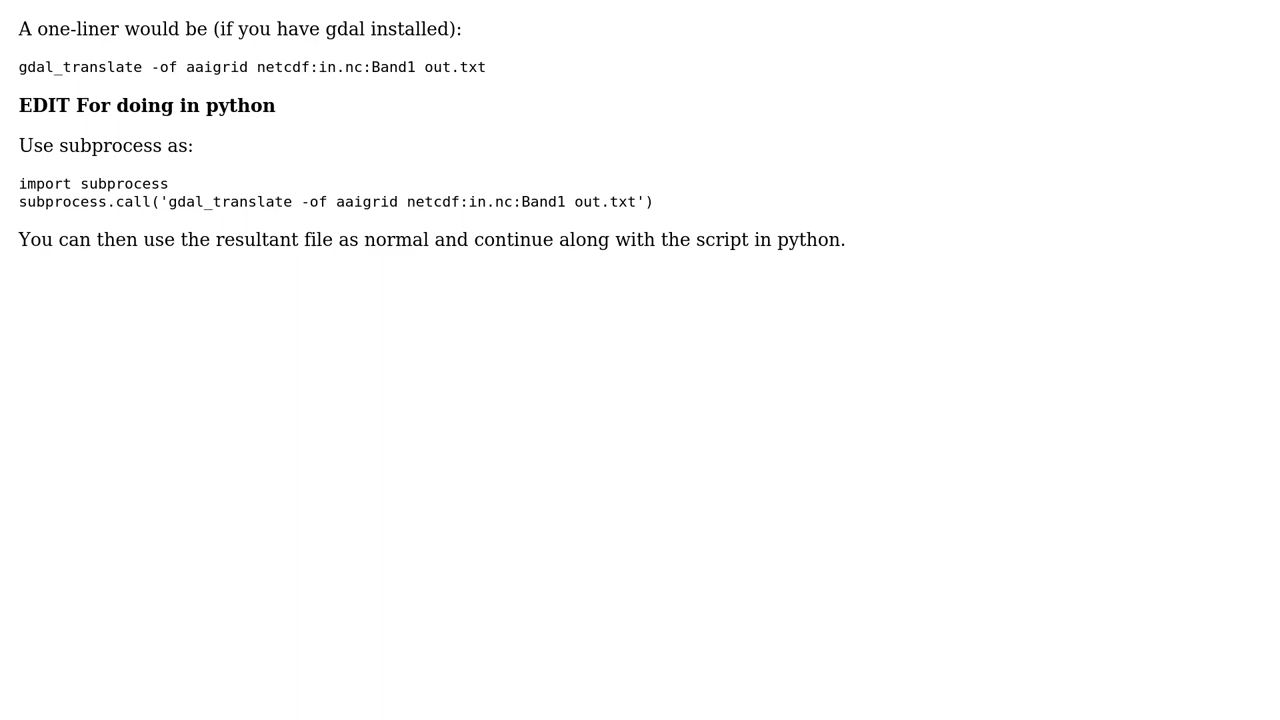 A one-liner would be (if you have gdal installed):
gdal_translate -of aaigrid netcdf:in.nc:Band1 out.txt
EDIT For doing in python
Use subprocess as:
import subprocess
subprocess.call('gdal_translate -of aaigrid netcdf:in.nc:Band1 out.txt')
You can then use the resultant file as normal and continue along with the script in python.